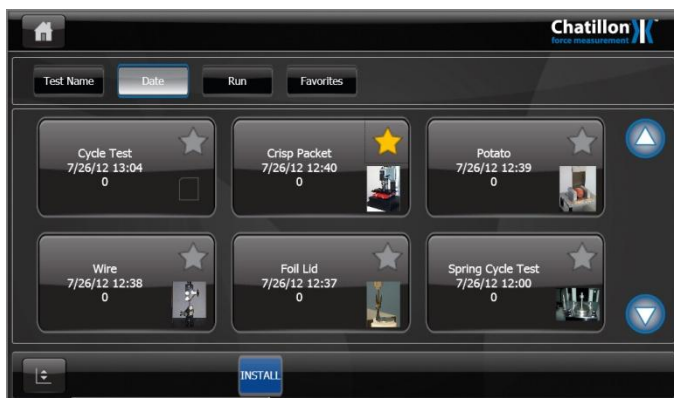 Chatillon
force measurement
Test Name
Date
Run
Favorites
Cycle Test
7/26/12 13:04
0
Crisp Packet
7/26/12 12:40
0
Potato
7/26/12 12:39
0
Wire
7/26/12 12:38
0
Foil Lid
7/26/12 12:37
0
Spring Cycle Test
7/26/12 12:00
0
INSTALL